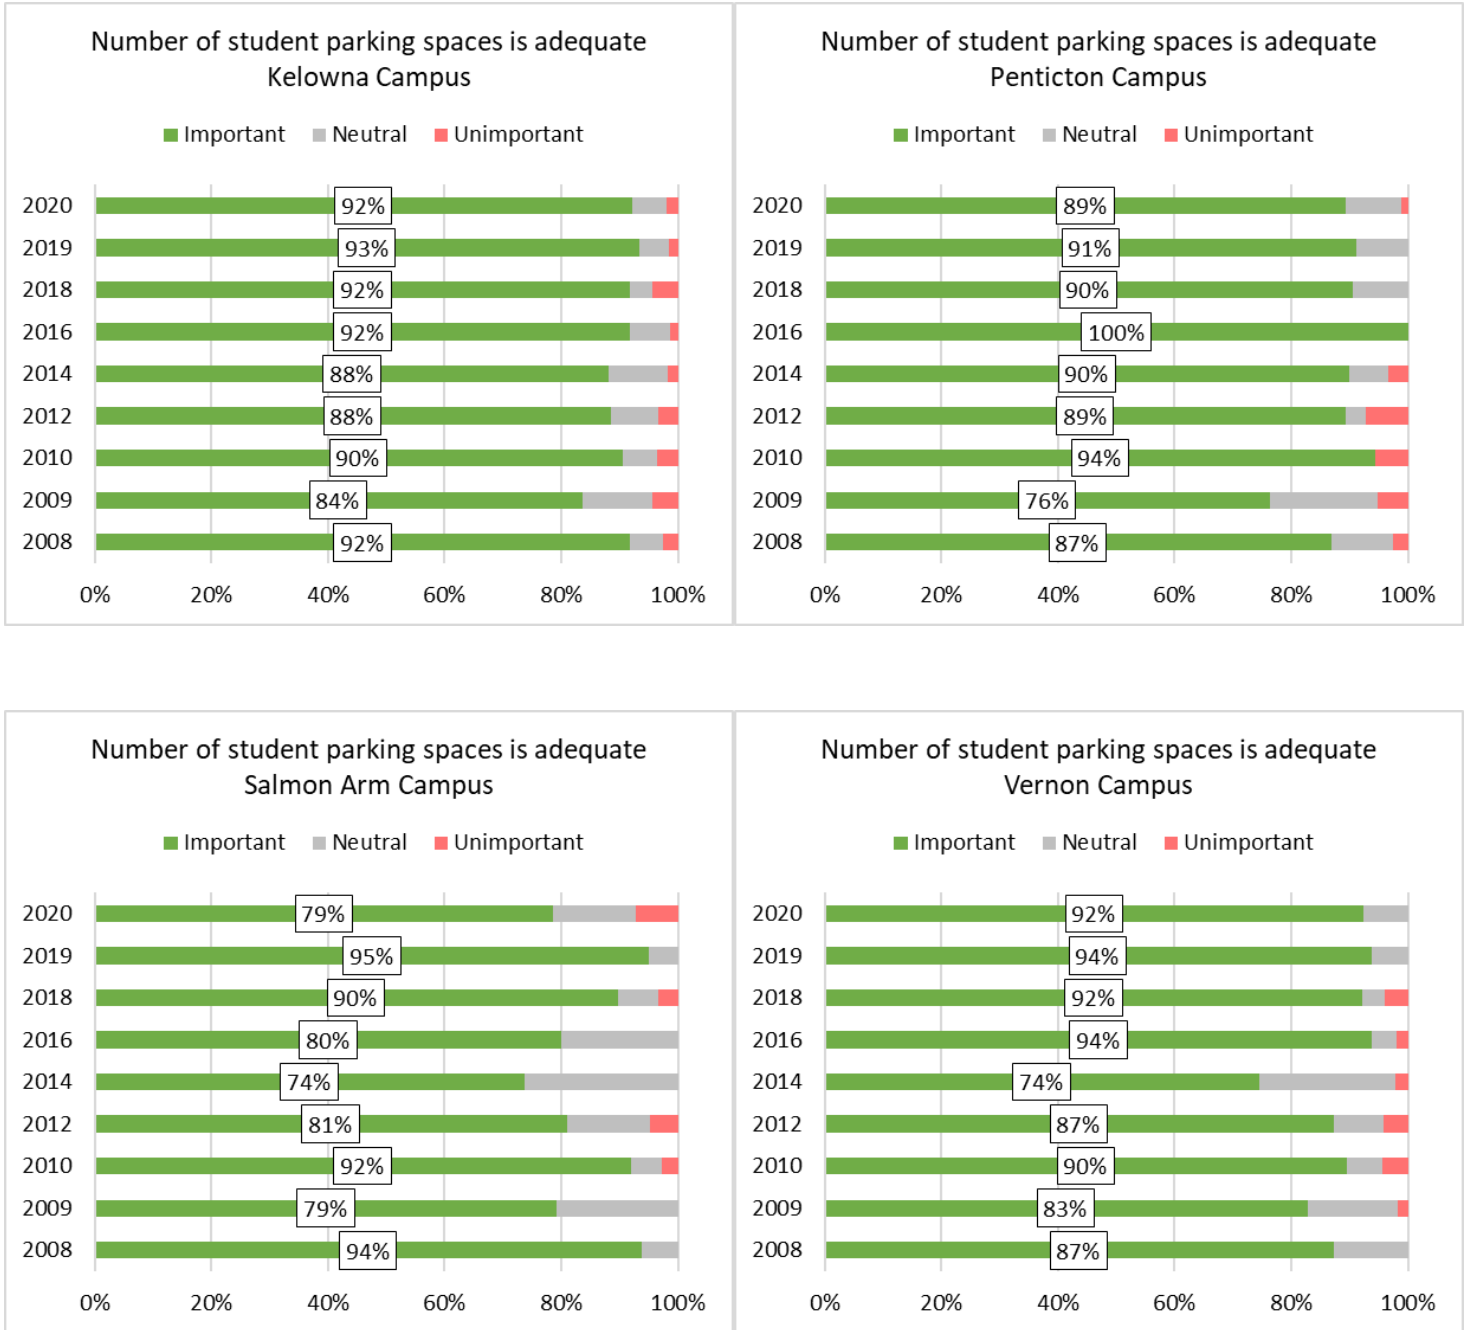 Number of student parking spaces is adequate
Kelowna Campus
Important Neutral Unimportant
2020 92%
2019 93%
2018 92%
2016 92%
2014 88%
2012 88%
2010 90%
2009 84%
2008 92%
0% 20% 40% 60% 80% 100%
Number of student parking spaces is adequate
Penticton Campus
Important Neutral Unimportant
2020 89%
2019 91%
2018 90%
2016 100%
2014 90%
2012 89%
2010 94%
2009 76%
2008 87%
0% 20% 40% 60% 80% 100%
Number of student parking spaces is adequate
Salmon Arm Campus
Important Neutral Unimportant
2020 79%
2019 95%
2018 90%
2016 80%
2014 74%
2012 81%
2010 92%
2009 79%
2008 94%
0% 20% 40% 60% 80% 100%
Number of student parking spaces is adequate
Vernon Campus
Important Neutral Unimportant
2020 92%
2019 94%
2018 92%
2016 94%
2014 74%
2012 87%
2010 90%
2009 83%
2008 87%
0% 20% 40% 60% 80% 100%